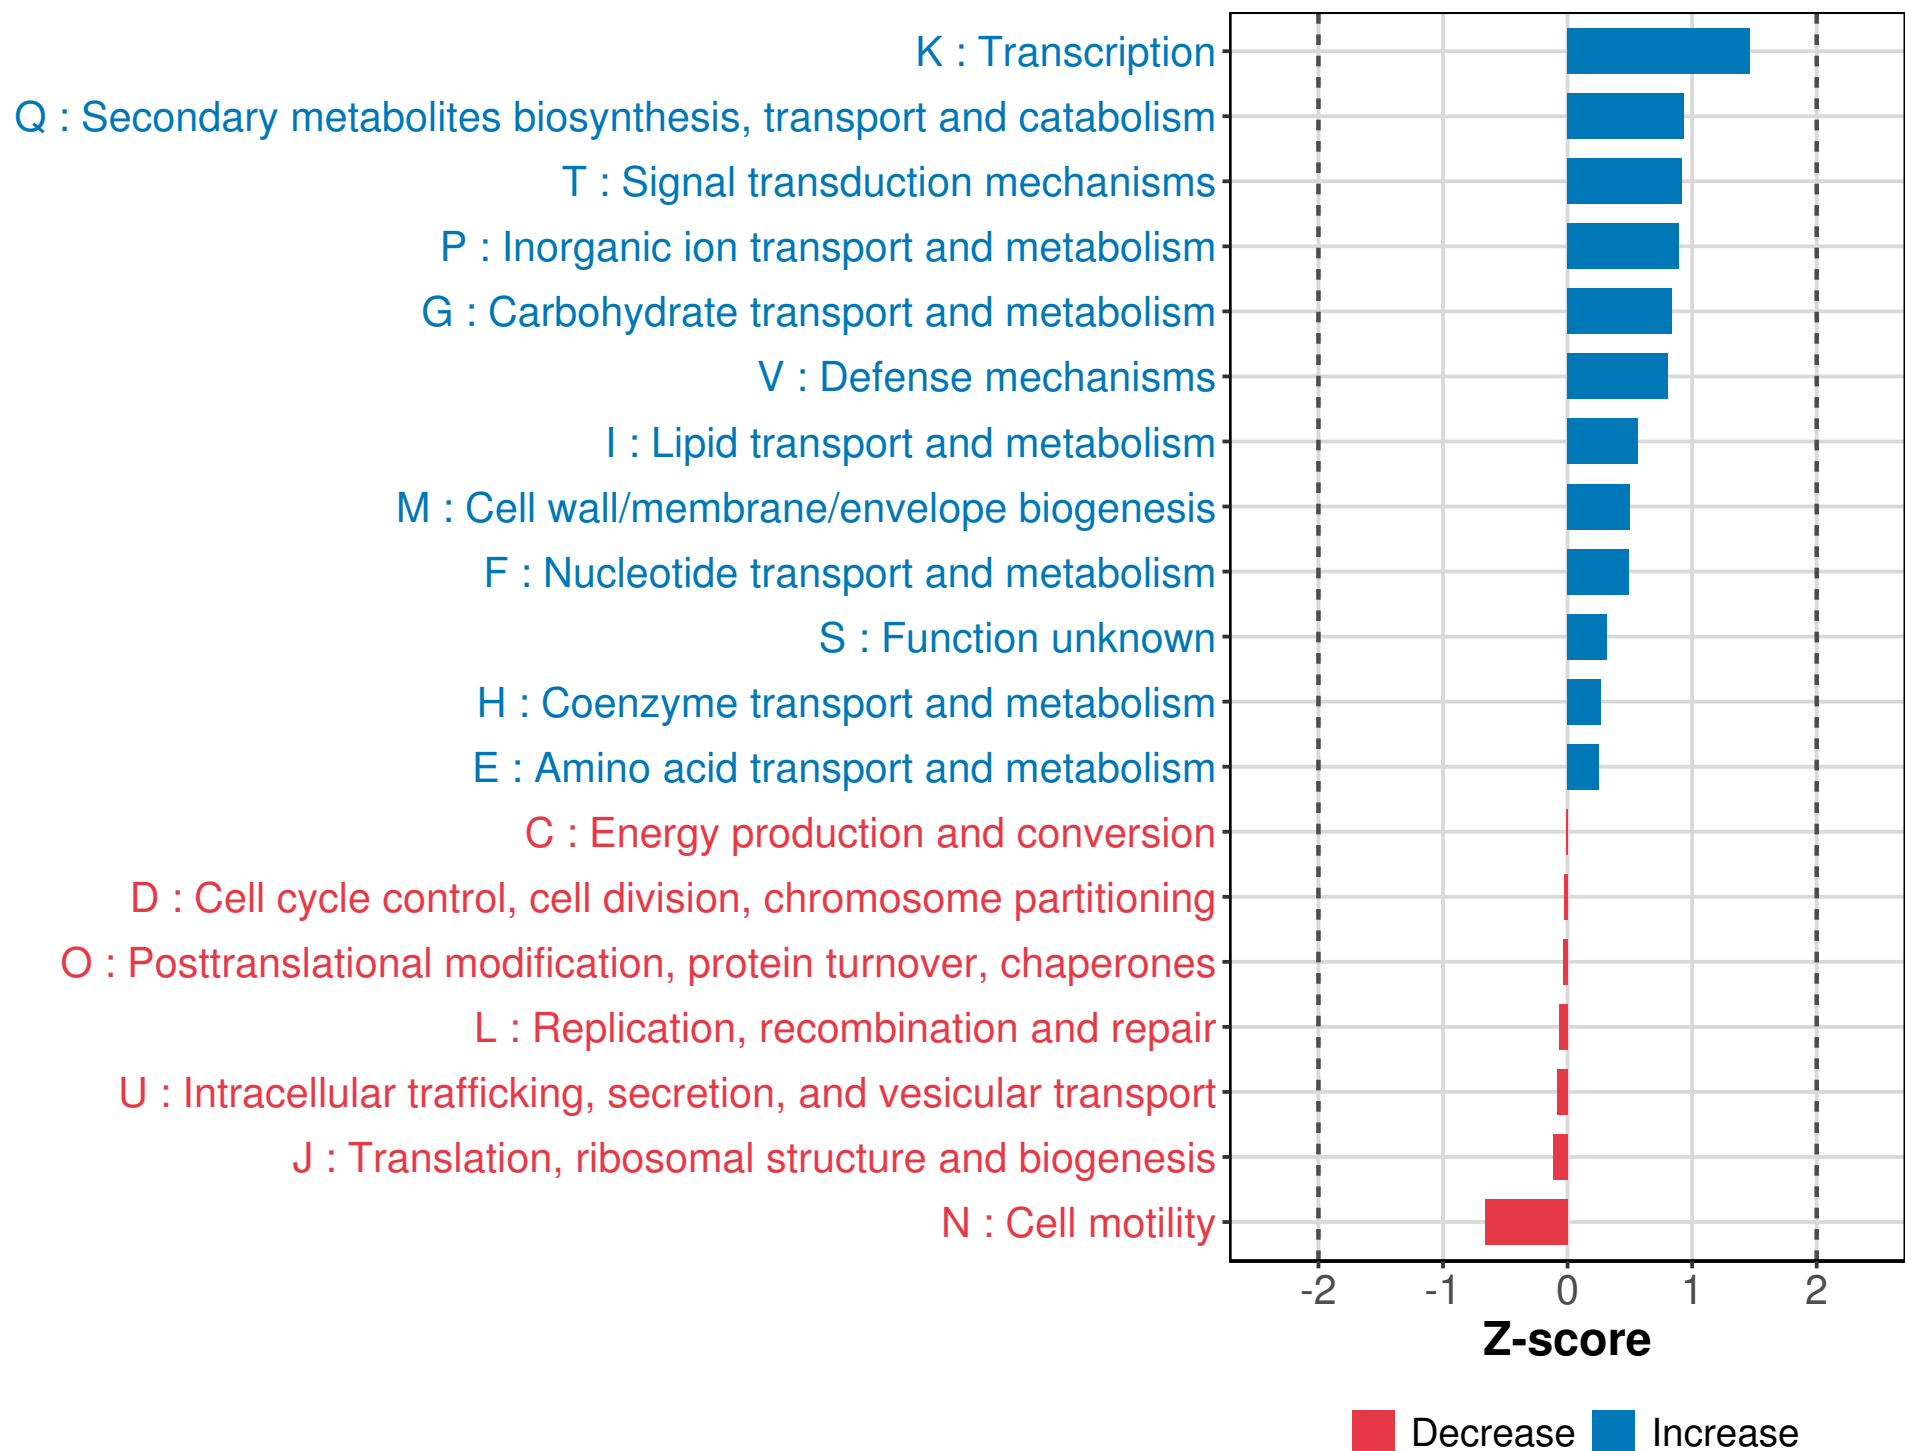 K : Transcription
Q : Secondary metabolites biosynthesis, transport and catabolism
T : Signal transduction mechanisms
P : Inorganic ion transport and metabolism
G : Carbohydrate transport and metabolism
V : Defense mechanisms
I : Lipid transport and metabolism
M : Cell wall/membrane/envelope biogenesis
F : Nucleotide transport and metabolism
S : Function unknown
H : Coenzyme transport and metabolism
E : Amino acid transport and metabolism
C : Energy production and conversion
D : Cell cycle control, cell division, chromosome partitioning
O : Posttranslational modification, protein turnover, chaperones
L : Replication, recombination and repair
U : Intracellular trafficking, secretion, and vesicular transport
J : Translation, ribosomal structure and biogenesis
N : Cell motility
-2 -1 0 1 2
Z-score
Decrease Increase